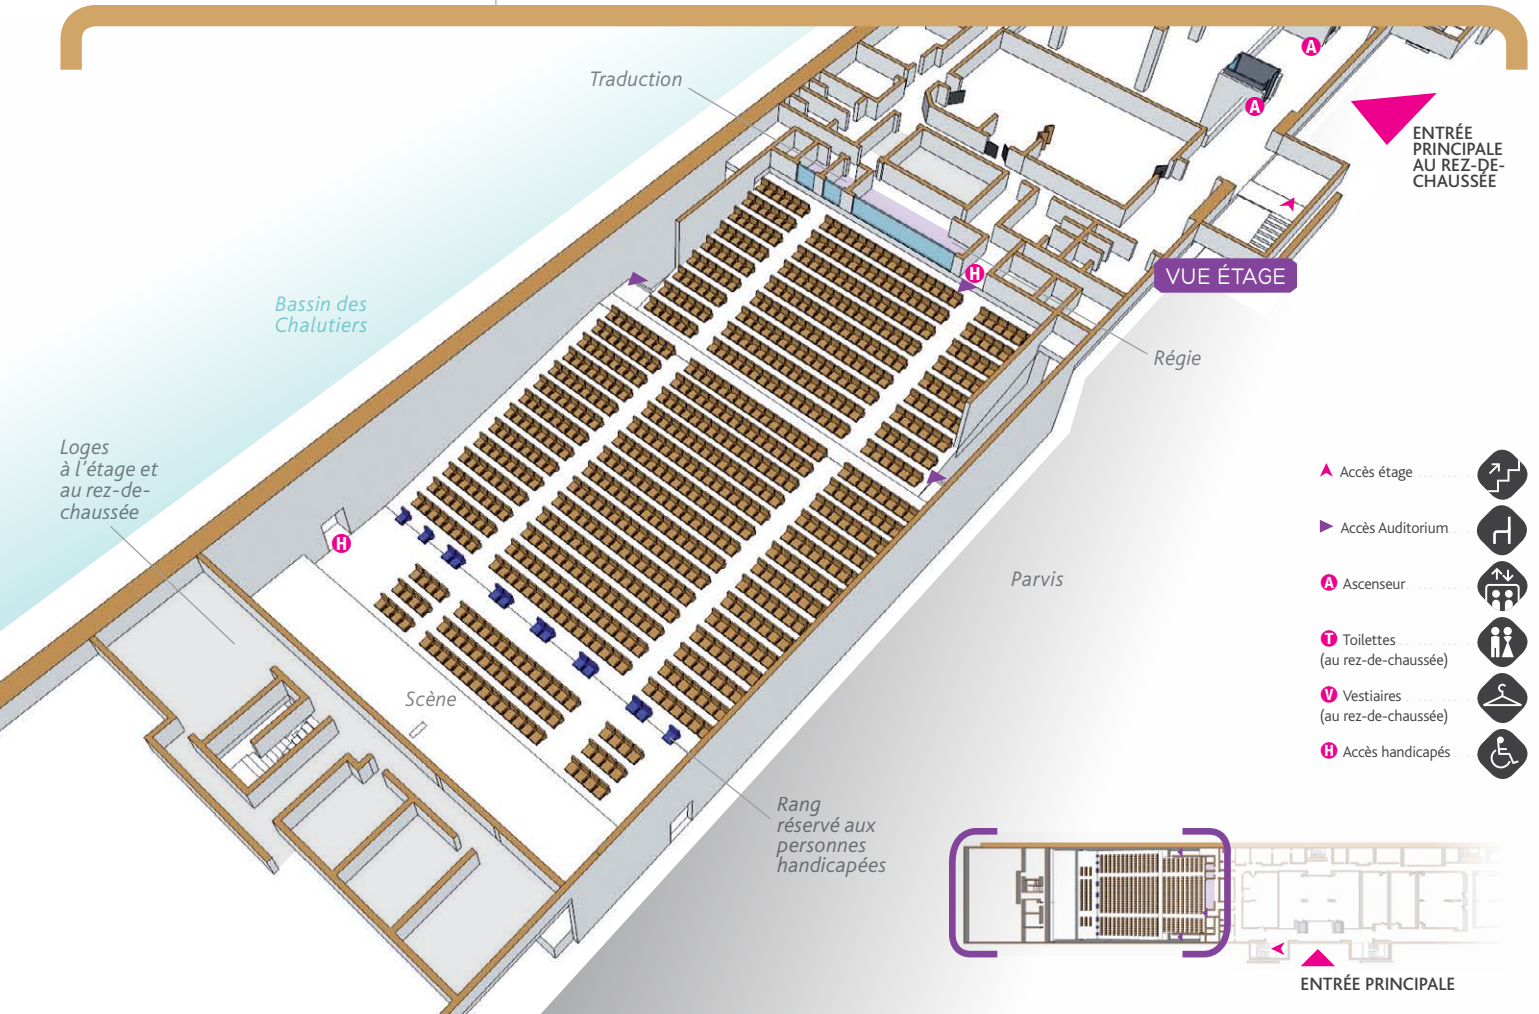 Traduction
A
A
ENTRÉE
PRINCIPALE
AU REZ-DE-
CHAUSSÉE
H
VUE ÉTAGE
Bassin des
Chalutiers
Régie
Loges
à l'étage et
au rez-de-
chaussée
H
Parvis
Scène
Rang
réservé aux
personnes
handicapées
Accès étage
Accès Auditorium
A Ascenseur
T Toilettes
(au rez-de-chaussée)
V Vestiaires
(au rez-de-chaussée)
H Accès handicapés
ENTRÉE PRINCIPALE